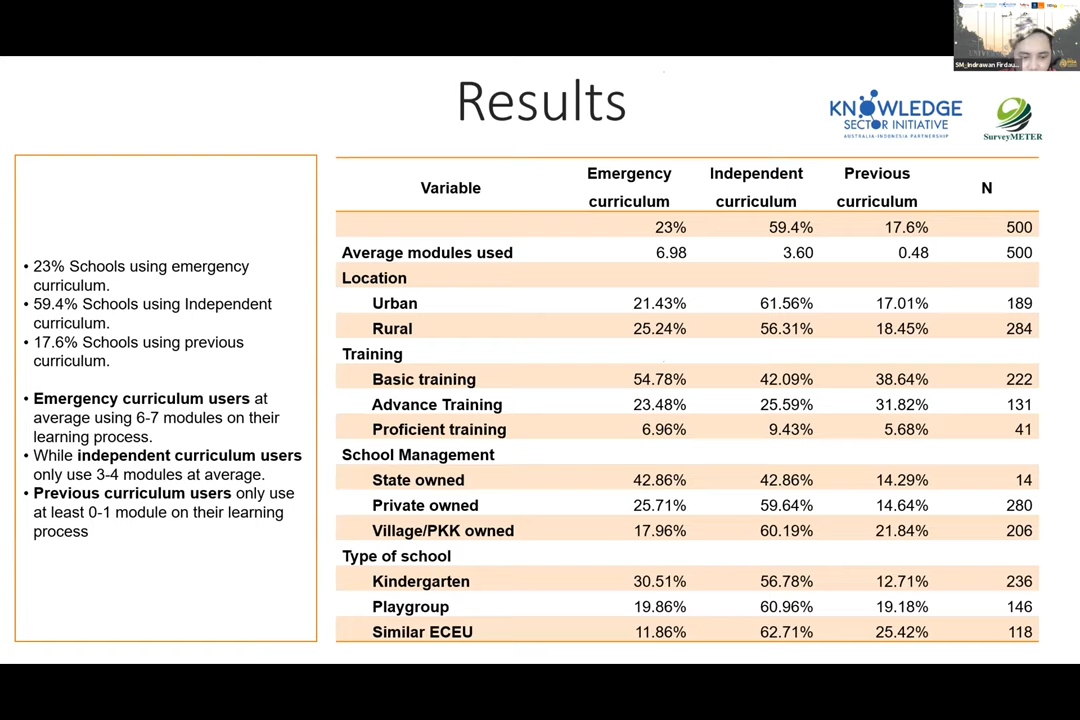 SM_Indrawan Firdau...
Results
KNOWLEDGE
SECTOR INITIATIVE
AUSTRALIA-INDONESIA PARTNERSHIP
SurveyMETER
• 23% Schools using emergency
curriculum.
• 59.4% Schools using Independent
curriculum.
• 17.6% Schools using previous
curriculum.
• Emergency curriculum users at
average using 6-7 modules on their
learning process.
• While independent curriculum users
only use 3-4 modules at average.
• Previous curriculum users only use
at least 0-1 module on their learning
process
Variable Emergency curriculum Independent curriculum Previous curriculum N
23% 59.4% 17.6% 500
Average modules used 6.98 3.60 0.48 500
Location
Urban 21.43% 61.56% 17.01% 189
Rural 25.24% 56.31% 18.45% 284
Training
Basic training 54.78% 42.09% 38.64% 222
Advance Training 23.48% 25.59% 31.82% 131
Proficient training 6.96% 9.43% 5.68% 41
School Management
State owned 42.86% 42.86% 14.29% 14
Private owned 25.71% 59.64% 14.64% 280
Village/PKK owned 17.96% 60.19% 21.84% 206
Type of school
Kindergarten 30.51% 56.78% 12.71% 236
Playgroup 19.86% 60.96% 19.18% 146
Similar ECEU 11.86% 62.71% 25.42% 118